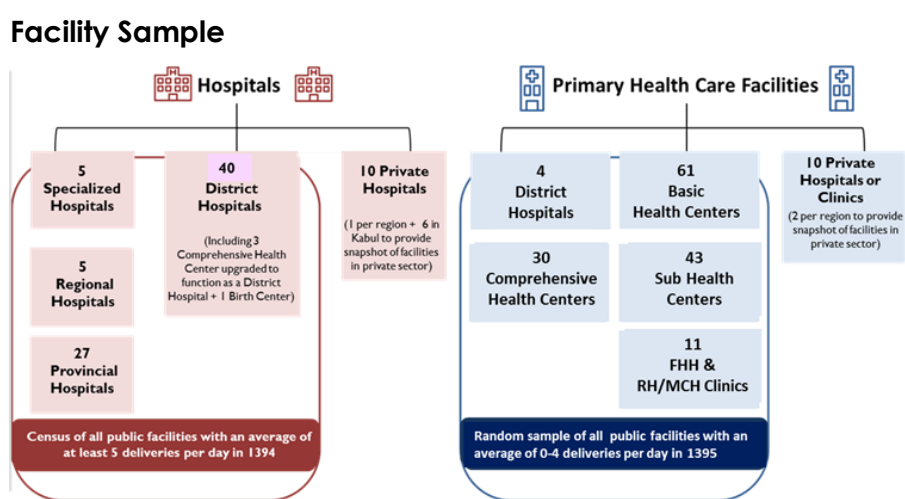 Facility Sample
Hospitals
5
Specialized
Hospitals
5
Regional
Hospitals
27
Provincial
Hospitals
40
District
Hospitals
(Including 3
Comprehensive Health
Center upgraded to
function as a District
Hospital + 1 Birth Center)
10 Private
Hospitals
(1 per region + 6 in
Kabul to provide
snapshot of facilities
in private sector)
Census of all public facilities with an average of
at least 5 deliveries per day in 1394
Primary Health Care Facilities
4
District
Hospitals
30
Comprehensive
Health Centers
61
Basic
Health Centers
43
Sub Health
Centers
11
FHH &
RH/MCH Clinics
10 Private
Hospitals or
Clinics
(2 per region to provide
snapshot of facilities in
private sector)
Random sample of all public facilities with an
average of 0-4 deliveries per day in 1395